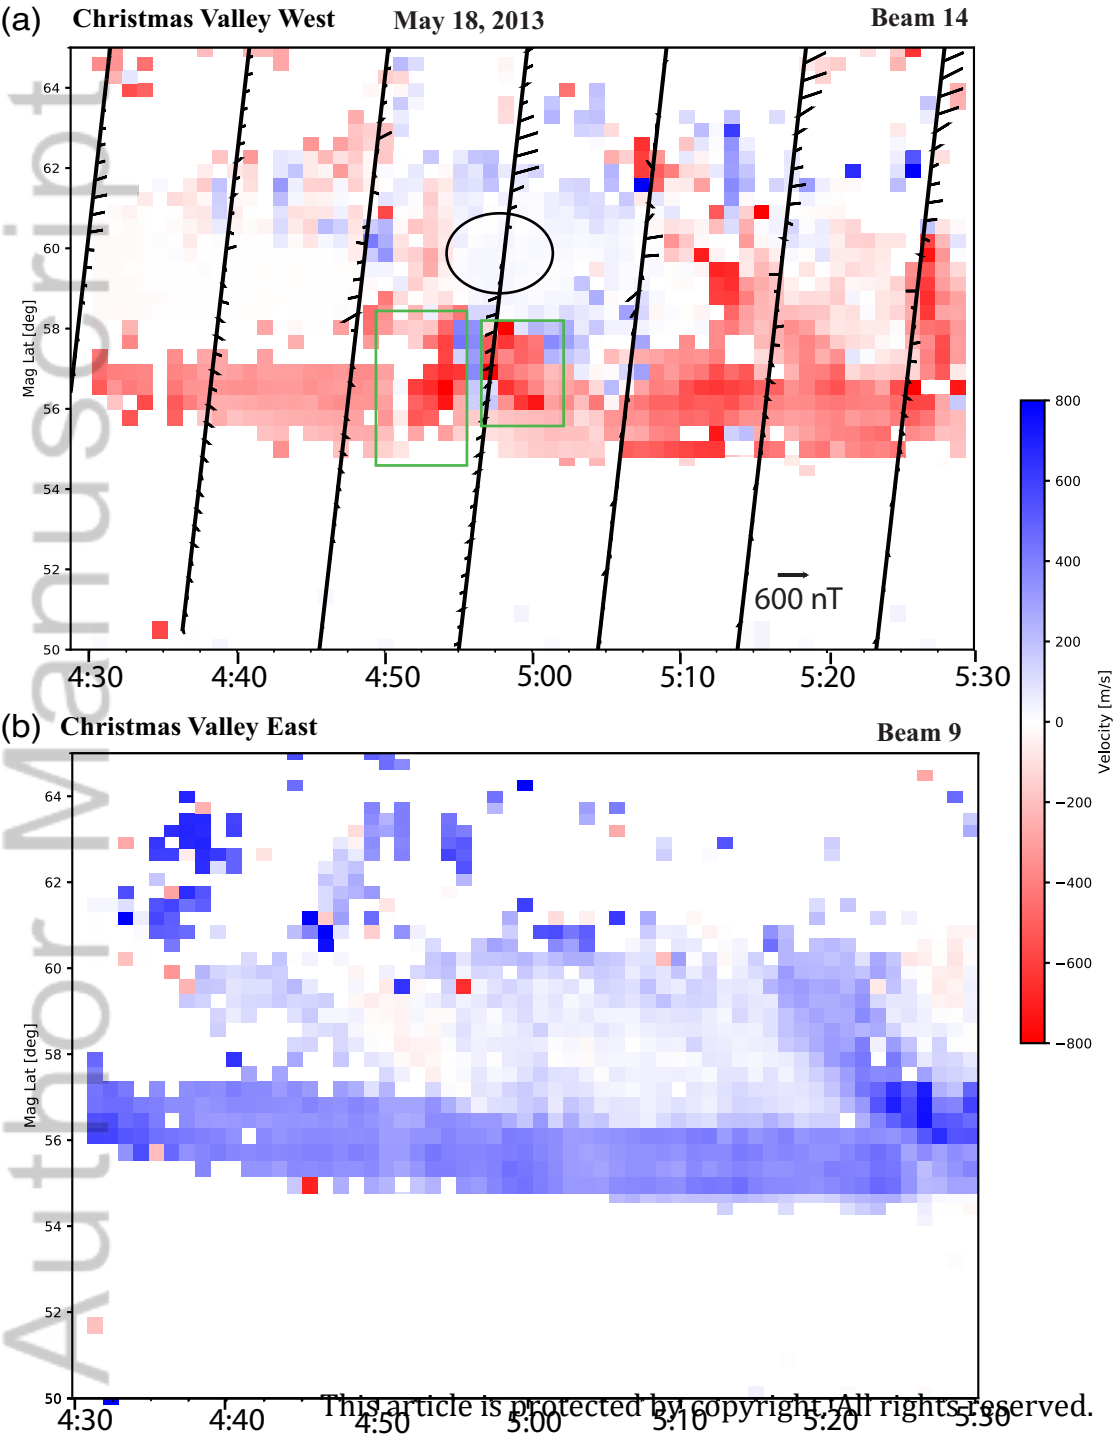 (a) Christmas Valley West May 18, 2013 Beam 14
64
62
60
58
56
54
52
50
Mag Lat [deg]
600 nT
4:30 4:40 4:50 5:00 5:10 5:20 5:30
(b) Christmas Valley East Beam 9
64
62
60
58
56
54
52
50
Mag Lat [deg]
4:30 4:40 4:50 5:00 5:10 5:20 5:30
800
600
400
200
0
−200
−400
−600
−800
Velocity [m/s]
Author Manuscript
This article is protected by copyright. All rights reserved.